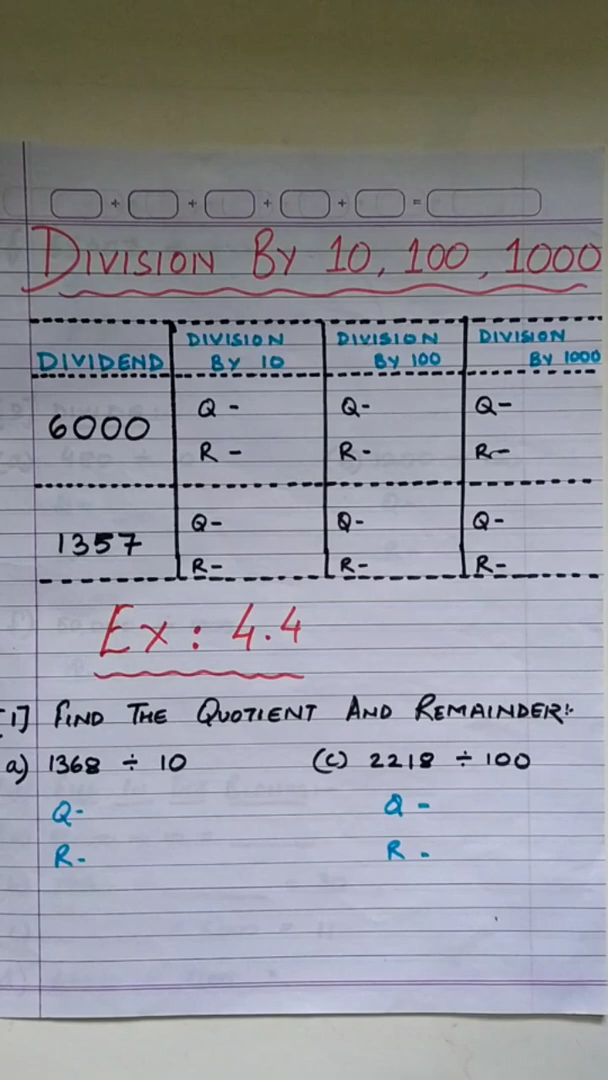 + + + + =
DIVISION BY 10, 100, 1000
DIVIDEND DIVISION BY 10 DIVISION BY 100 DIVISION BY 1000
6000 Q - Q- Q-
R - R- R-
1357 Q- Q- Q-
R- R- R-
Ex : 4.4
1] FIND THE QUOTIENT AND REMAINDER:-
a) 1368 ÷ 10 (C) 2218 ÷ 100
Q- Q -
R- R -